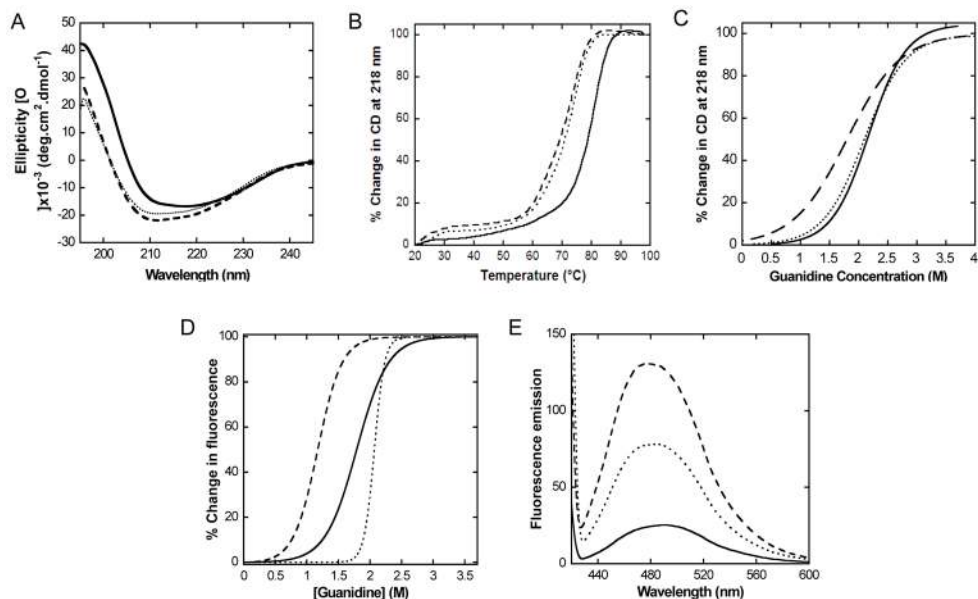 A
Ellipticity [O
]x10⁻³ (deg.cm².dmol⁻¹)
50
40
30
20
10
0
-10
-20
-30
200 210 220 230 240
Wavelength (nm)
B
% Change in CD at 218 nm
100
80
60
40
20
0
20 30 40 50 60 70 80 90 100
Temperature (°C)
C
% Change in CD at 218 nm
100
80
60
40
20
0
0 0.5 1 1.5 2 2.5 3 3.5 4
Guanidine Concentration (M)
D
% Change in fluorescence
100
80
60
40
20
0
0 0.5 1 1.5 2 2.5 3 3.5
[Guanidine] (M)
E
Fluorescence emission
150
100
50
0
440 480 520 560 600
Wavelength (nm)